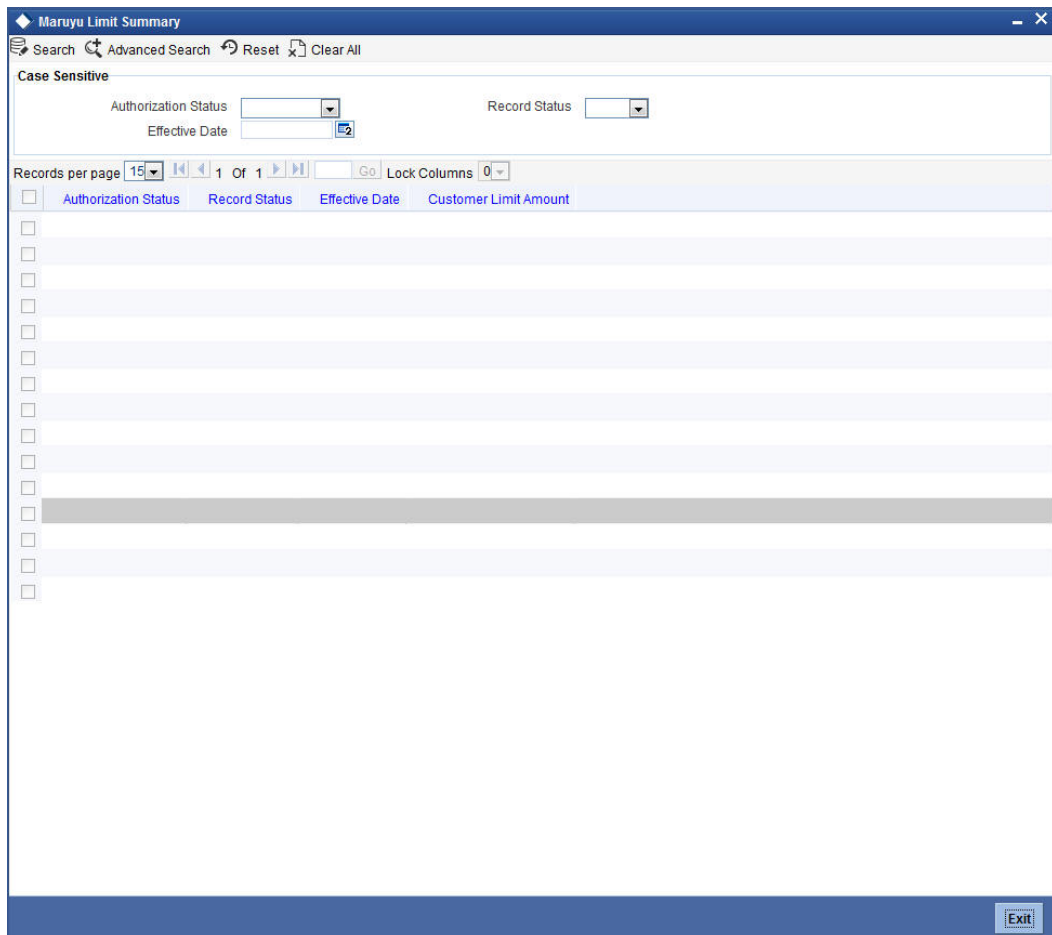 Maruyu Limit Summary
Search Advanced Search Reset Clear All
Case Sensitive
Authorization Status Record Status
Effective Date
Records per page 15 1 Of 1 Go Lock Columns 0
Authorization Status Record Status Effective Date Customer Limit Amount
Exit